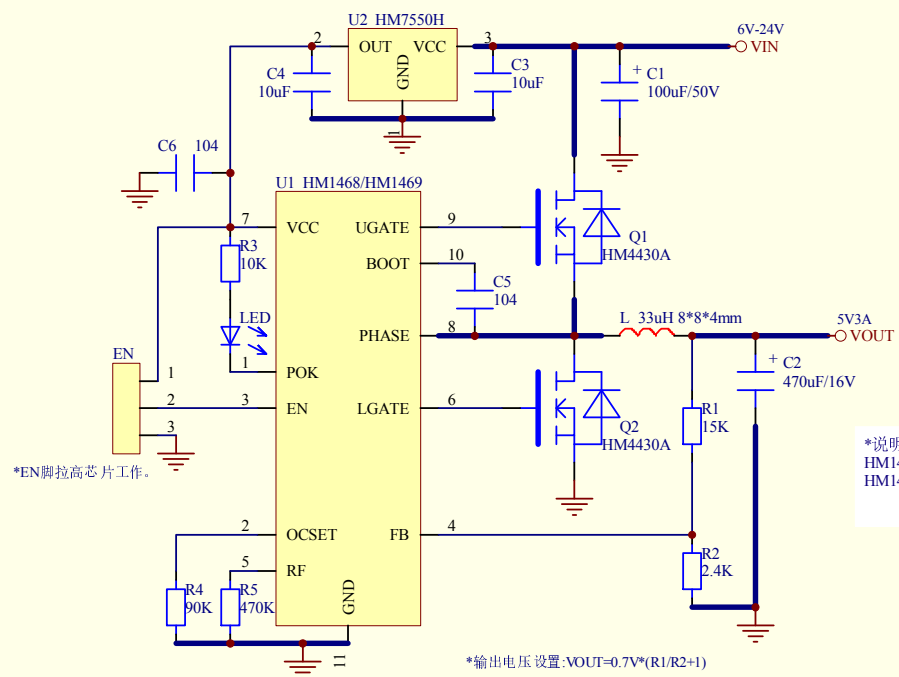 U2 HM7550H
6V-24V
VIN
2
OUT
VCC
3
GND
1
C4
10uF
C3
10uF
+
C1
100uF/50V
C6
104
U1 HM1468/HM1469
7
VCC
UGATE
9
Q1
HM4430A
R3
10K
BOOT
10
C5
104
LED
PHASE
8
L 33uH 8*8*4mm
5V3A
VOUT
EN
1
2
3
1
POK
3
EN
LGATE
6
Q2
HM4430A
+
C2
470uF/16V
R1
15K
*EN脚拉高芯片工作。
*说明
HM14
HM14
2
OCSET
FB
4
5
RF
R4
90K
R5
470K
GND
11
R2
2.4K
*输出电压设置:VOUT=0.7V*(R1/R2+1)